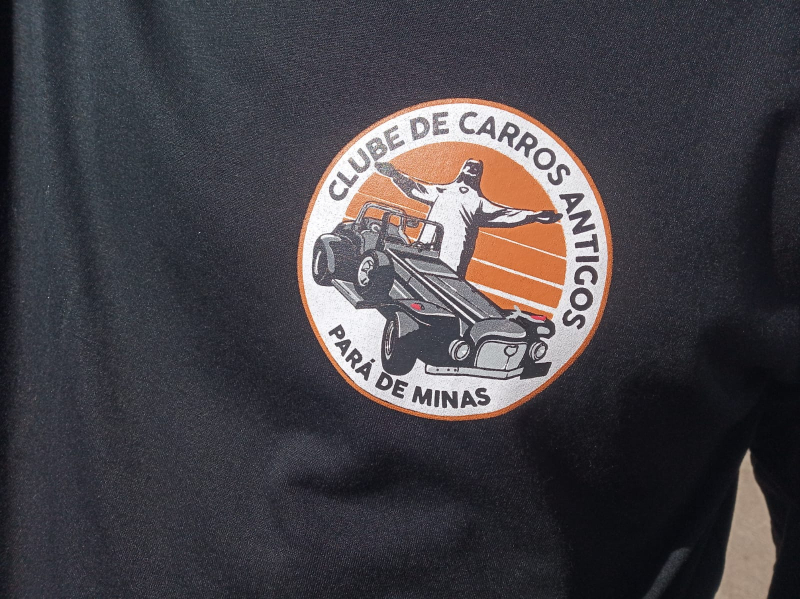 CLUBE DE CARROS ANTIGOS
PARÁ DE MINAS